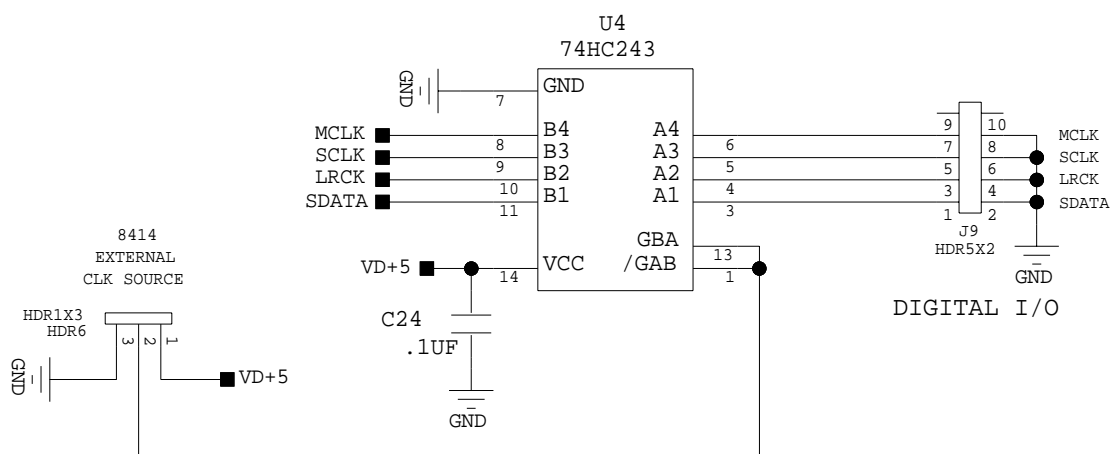 U4
74HC243
GND
GND
7
MCLK
B4
A4
9
10
MCLK
8
6
SCLK
B3
A3
7
8
SCLK
9
5
LRCK
B2
A2
5
6
LRCK
10
4
SDATA
B1
A1
3
4
SDATA
11
3
1
2
J9
HDR5X2
GND
DIGITAL I/O
GBA
13
VD+5
VCC
/GAB
14
1
C24
.1UF
GND
8414
EXTERNAL
CLK SOURCE
HDR1X3
HDR6
3
2
1
GND
VD+5